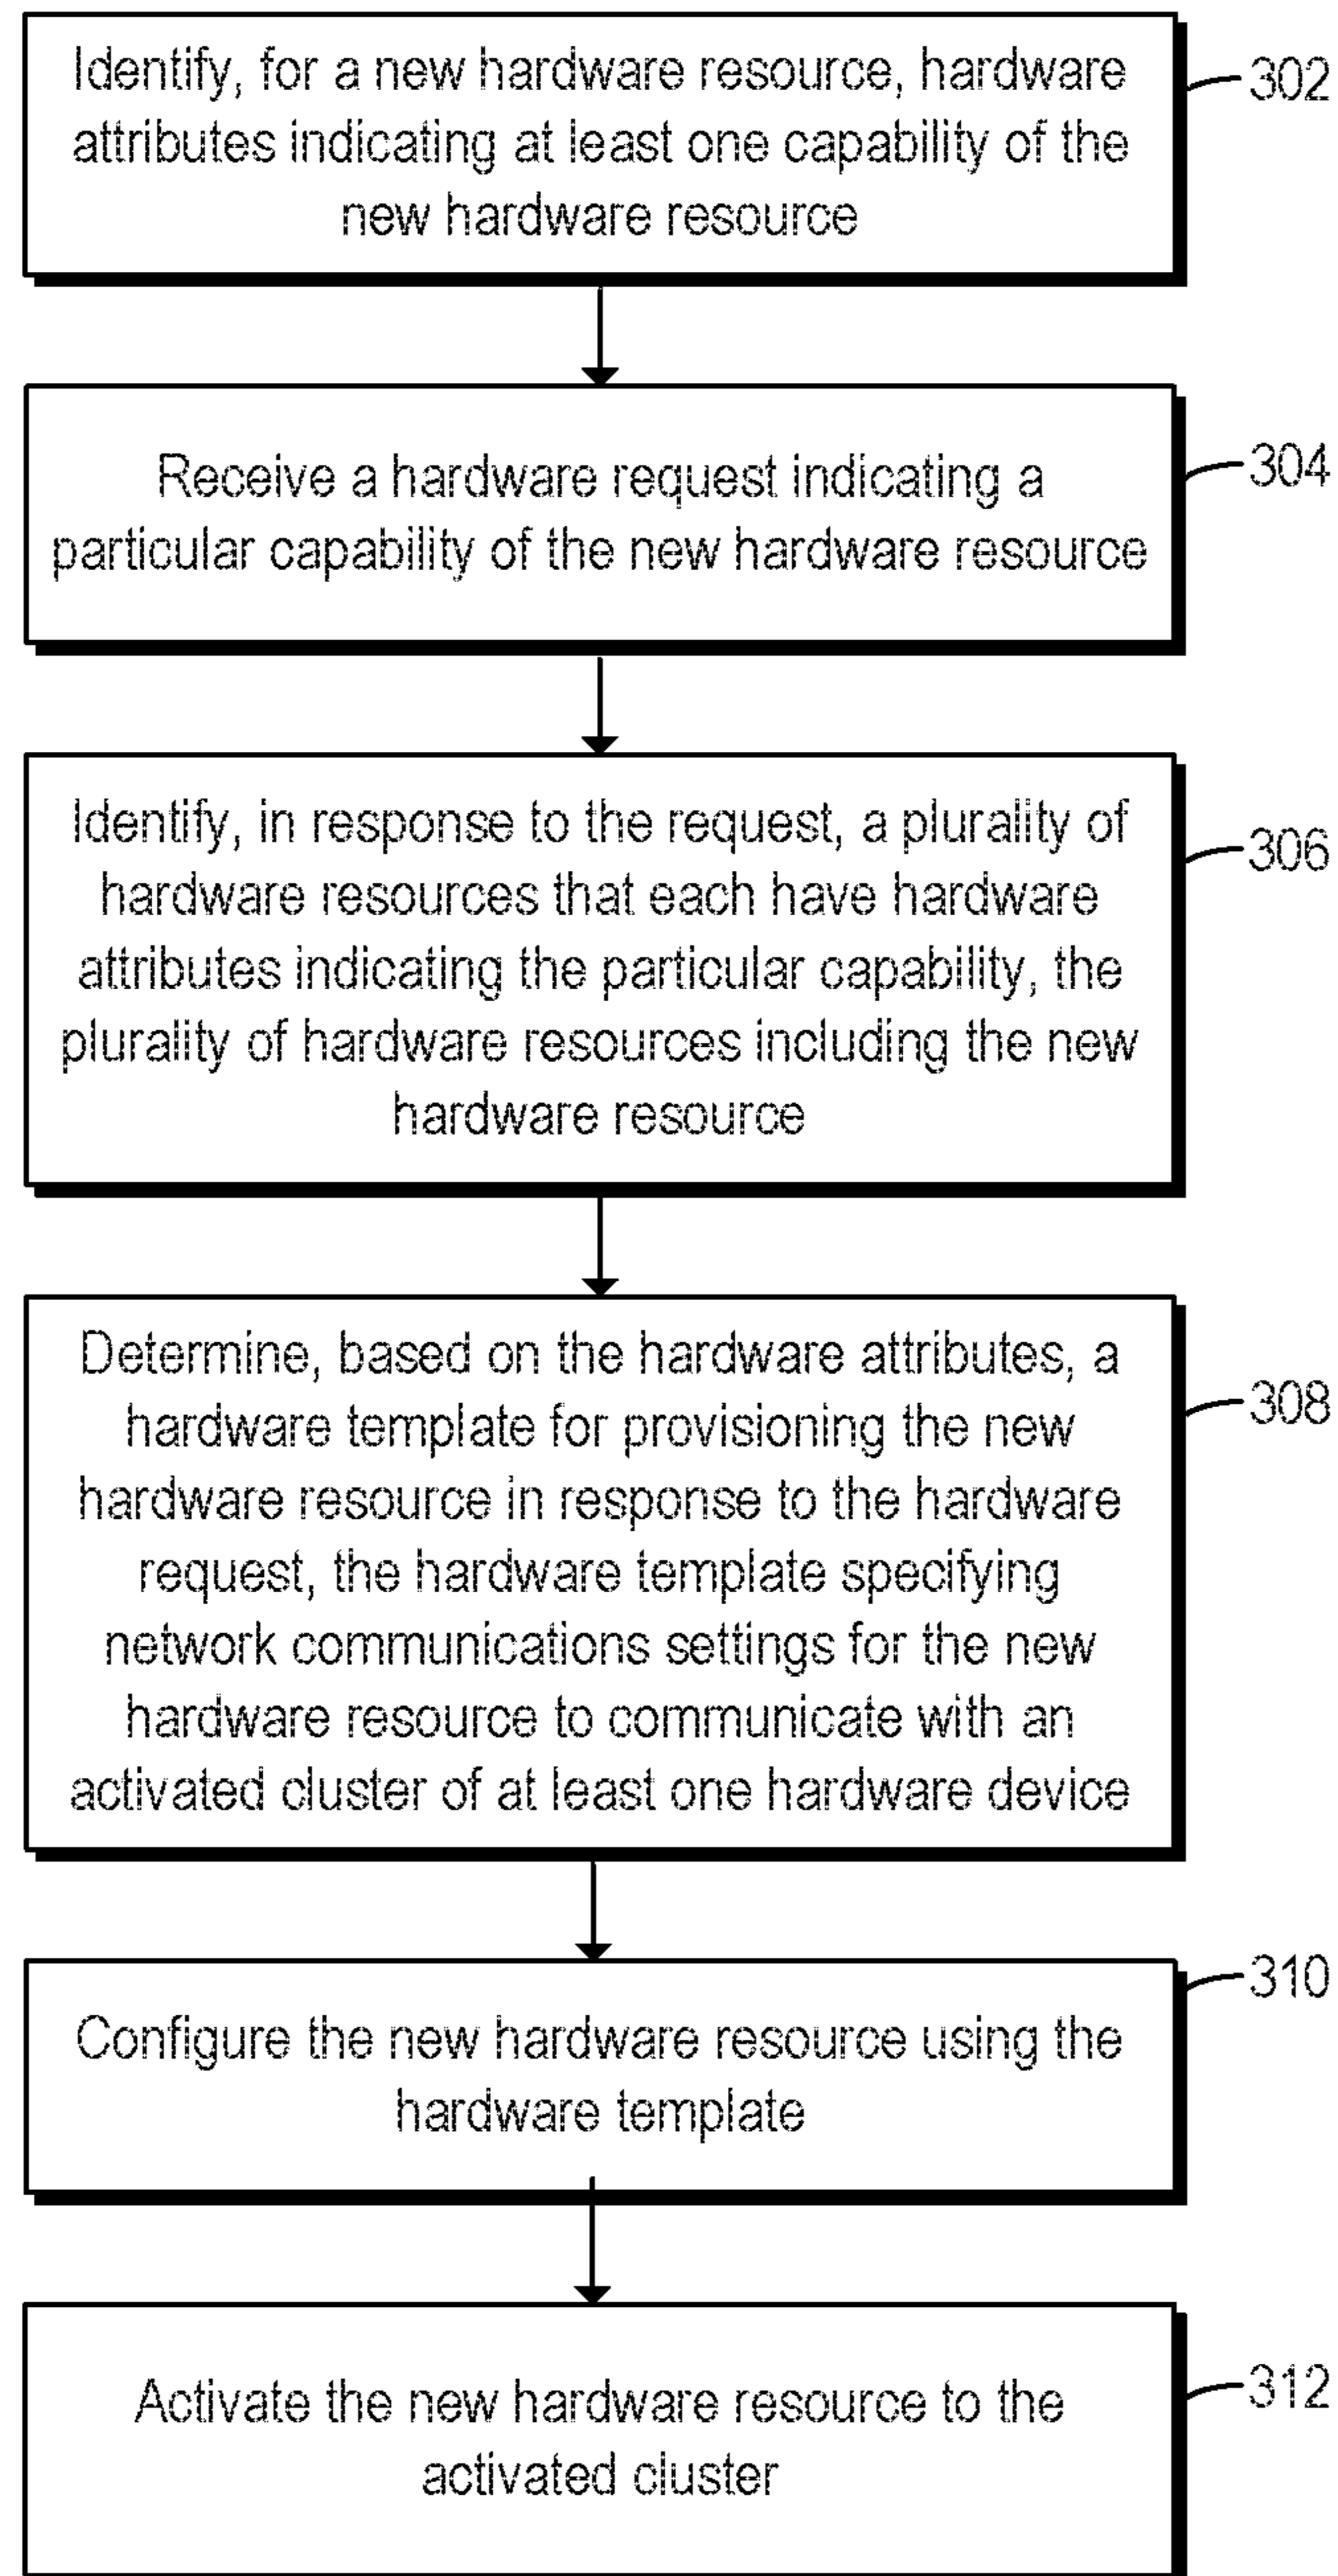 Identify, for a new hardware resource, hardware
attributes indicating at least one capability of the
new hardware resource
302
Receive a hardware request indicating a
particular capability of the new hardware resource
304
Identify, in response to the request, a plurality of
hardware resources that each have hardware
attributes indicating the particular capability, the
plurality of hardware resources including the new
hardware resource
306
Determine, based on the hardware attributes, a
hardware template for provisioning the new
hardware resource in response to the hardware
request, the hardware template specifying
network communications settings for the new
hardware resource to communicate with an
activated cluster of at least one hardware device
308
Configure the new hardware resource using the
hardware template
310
Activate the new hardware resource to the
activated cluster
312